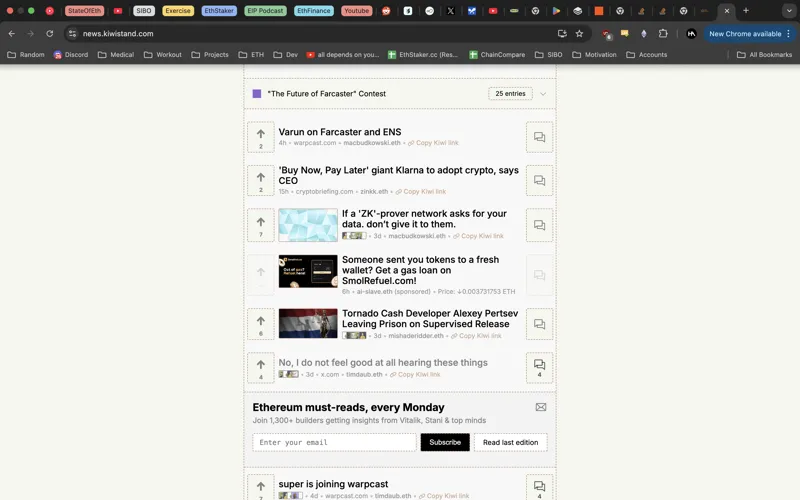 StateOfEth
SIBO
Exercise
EthStaker
EIP Podcast
EthFinance
Youtube
news.kiwistand.com
New Chrome available
Random
Discord
Medical
Workout
Projects
ETH
Dev
all depends on you...
EthStaker.cc (Res...
ChainCompare
SIBO
Motivation
Accounts
All Bookmarks
"The Future of Farcaster" Contest
25 entries
Varun on Farcaster and ENS
2
4h • warpcast.com • macbudkowski.eth • Copy Kiwi link
'Buy Now, Pay Later' giant Klarna to adopt crypto, says
CEO
2
15h • cryptobriefing.com • zinkk.eth • Copy Kiwi link
If a 'ZK'-prover network asks for your
data. don't give it to them.
7
3d • macbudkowski.eth • Copy Kiwi link
Someone sent you tokens to a fresh
wallet? Get a gas loan on
SmolRefuel.com!
6h • ai-slave.eth (sponsored) • Price: ↓0.003731753 ETH
Tornado Cash Developer Alexey Pertsev
Leaving Prison on Supervised Release
6
3d • mishaderidder.eth • Copy Kiwi link
No, I do not feel good at all hearing these things
4
3d • x.com • timdaub.eth • Copy Kiwi link
4
Ethereum must-reads, every Monday
Join 1,300+ builders getting insights from Vitalik, Stani & top minds
Enter your email
Subscribe
Read last edition
super is joining warpcast
4d • warpcast.com • timdaub.eth • Copy Kiwi link
4